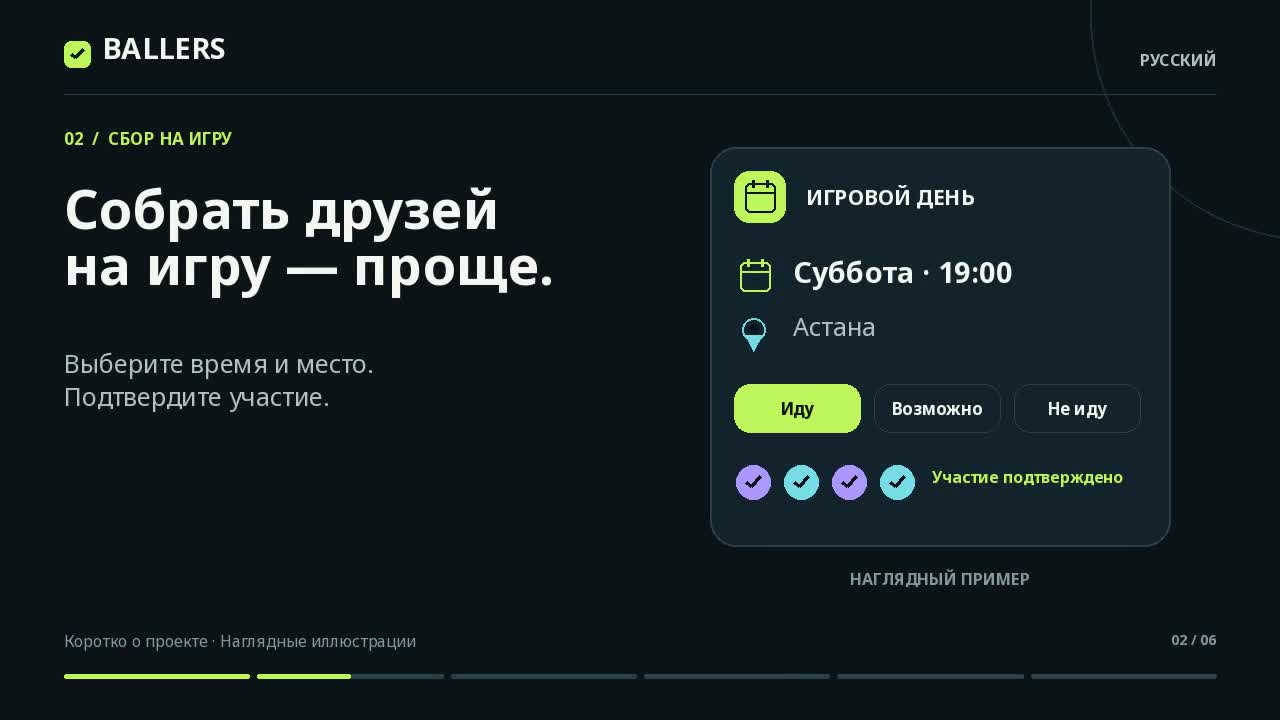 BALLERS
РУССКИЙ
02 / СБОР НА ИГРУ
Собрать друзей
на игру — проще.
Выберите время и место.
Подтвердите участие.
ИГРОВОЙ ДЕНЬ
Суббота · 19:00
Астана
Иду
Возможно
Не иду
Участие подтверждено
НАГЛЯДНЫЙ ПРИМЕР
Коротко о проекте · Наглядные иллюстрации
02 / 06